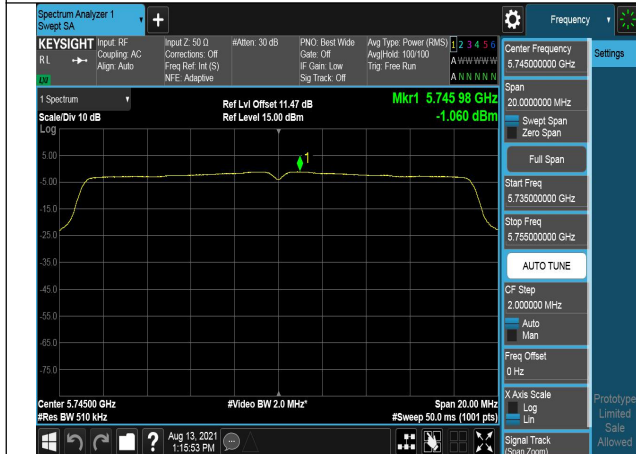 Spectrum Analyzer 1
Swept SA
+
Frequency
KEYSIGHT
RL
Input: RF
Coupling: AC
Align: Auto
Input Z: 50 Ω
Corrections: Off
Freq Ref: Int (S)
NFE: Adaptive
#Atten: 30 dB
PNO: Best Wide
Gate: Off
IF Gain: Low
Sig Track: Off
Avg Type: Power (RMS)
Avg|Hold: 100/100
Trig: Free Run
1 2 3 4 5 6
A W W W W W
A N N N N N
1 Spectrum
Scale/Div 10 dB
Log
Ref Lvl Offset 11.47 dB
Ref Level 15.00 dBm
Mkr1 5.745 98 GHz
-1.060 dBm
1
5.00
-5.00
-15.0
-25.0
-35.0
-45.0
-55.0
-65.0
-75.0
Center 5.74500 GHz
#Res BW 510 kHz
#Video BW 2.0 MHz*
Span 20.00 MHz
#Sweep 50.0 ms (1001 pts)
Center Frequency
5.745000000 GHz
Settings
Span
20.0000000 MHz
Swept Span
Zero Span
Full Span
Start Freq
5.735000000 GHz
Stop Freq
5.755000000 GHz
AUTO TUNE
CF Step
2.000000 MHz
Auto
Man
Freq Offset
0 Hz
X Axis Scale
Log
Lin
Signal Track
(Span Zoom)
Prototype
Limited
Sale
Allowed
?
Aug 13, 2021
1:15:53 PM